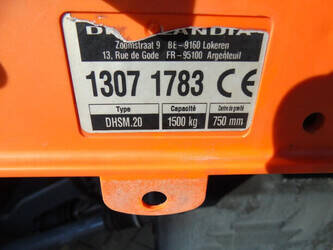 Zoomstraat 9 BE-9160 Lokeren
13, Rue de Gode FR-95100 Argenteuil
1307 1783 CE
Type Capacité Centre de gravité
DHSM.20 1500 kg 750 mm